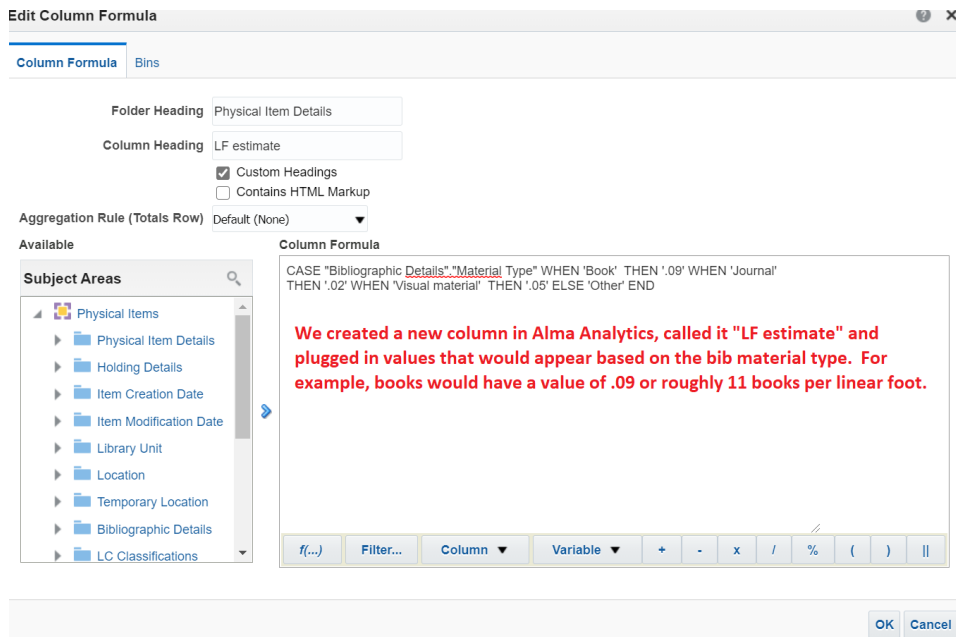 Edit Column Formula
Column Formula Bins
Folder Heading Physical Item Details
Column Heading LF estimate
Custom Headings
Contains HTML Markup
Aggregation Rule (Totals Row) Default (None)
Available Column Formula
Subject Areas
CASE "Bibliographic Details"."Material Type" WHEN 'Book' THEN '.09' WHEN 'Journal'
THEN '.02' WHEN 'Visual material' THEN '.05' ELSE 'Other' END
Physical Items
Physical Item Details
Holding Details
Item Creation Date
Item Modification Date
Library Unit
Location
Temporary Location
Bibliographic Details
LC Classifications
We created a new column in Alma Analytics, called it "LF estimate" and
plugged in values that would appear based on the bib material type. For
example, books would have a value of .09 or roughly 11 books per linear foot.
f(...) Filter... Column Variable + - x / % ( ) ||
OK Cancel